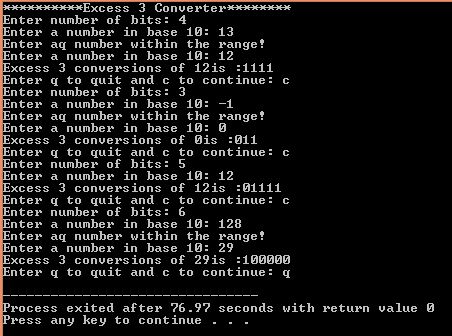 **********Excess 3 Converter********
Enter number of bits: 4
Enter a number in base 10: 13
Enter aq number within the range!
Enter a number in base 10: 12
Excess 3 conversions of 12is :1111
Enter q to quit and c to continue: c
Enter number of bits: 3
Enter a number in base 10: -1
Enter aq number within the range!
Enter a number in base 10: 0
Excess 3 conversions of 0is :011
Enter q to quit and c to continue: c
Enter number of bits: 5
Enter a number in base 10: 12
Excess 3 conversions of 12is :01111
Enter q to quit and c to continue: c
Enter number of bits: 6
Enter a number in base 10: 128
Enter aq number within the range!
Enter a number in base 10: 29
Excess 3 conversions of 29is :100000
Enter q to quit and c to continue: q
--------------------------------
Process exited after 76.97 seconds with return value 0
Press any key to continue . . .